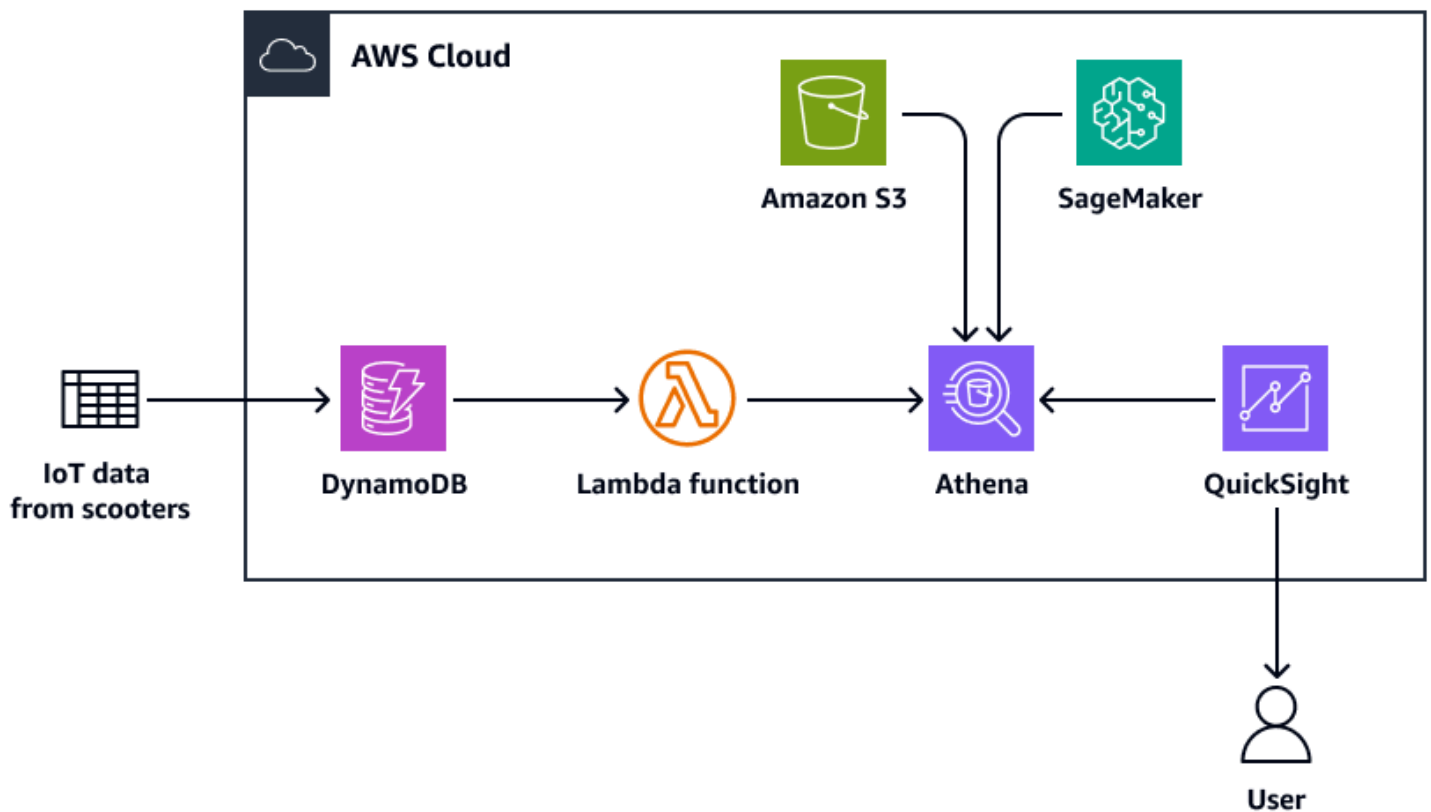 AWS Cloud
Amazon S3
SageMaker
IoT data
from scooters
DynamoDB
Lambda function
Athena
QuickSight
User